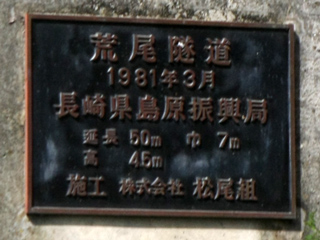 荒尾隧道
1981年3月
長崎県島原振興局
延長 50m 巾 7m
高 4.5m
施工 株式会社 松尾組